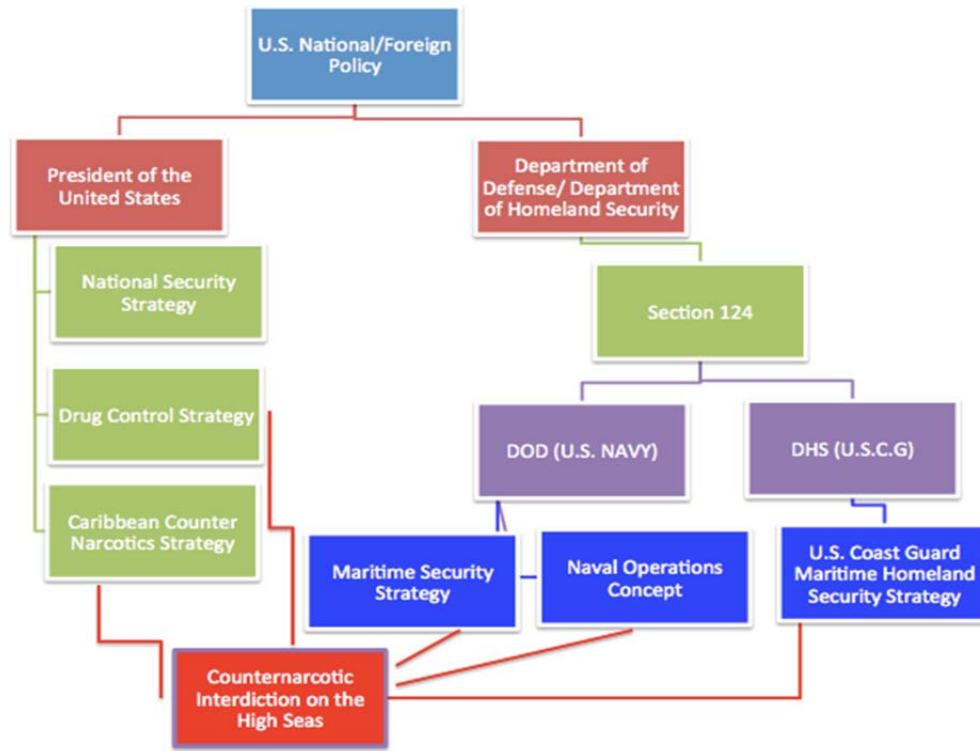 U.S. National/Foreign
Policy
President of the
United States
Department of
Defense/ Department
of Homeland Security
National Security
Strategy
Section 124
Drug Control Strategy
DOD (U.S. NAVY)
DHS (U.S.C.G)
Caribbean Counter
Narcotics Strategy
Maritime Security
Strategy
Naval Operations
Concept
U.S. Coast Guard
Maritime Homeland
Security Strategy
Counternarcotic
Interdiction on the
High Seas